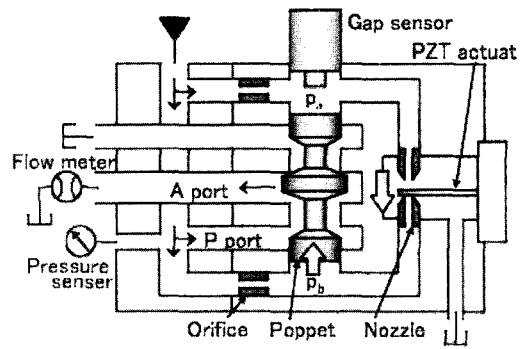 Gap sensor
PZT actuat
Pa
Flow meter
A port
P port
Pressure
senser
Pb
Orifice Poppet Nozzle